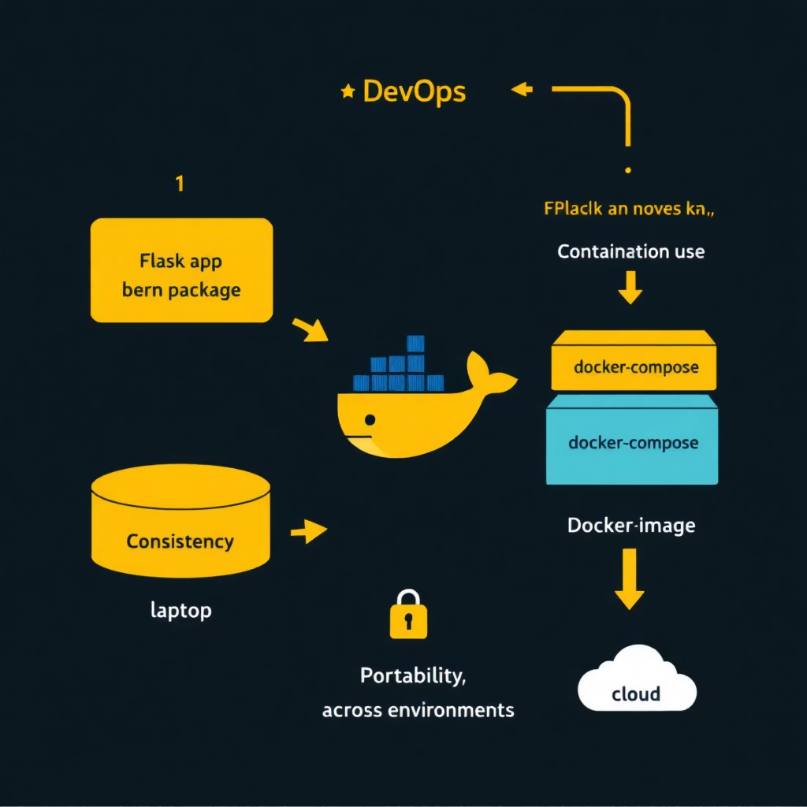 DevOps
1
Flask app
bern package
FPlaclk an noves kn,,
Containation use
docker-compose
docker-compose
Consistency
laptop
Docker-image
Portability,
across environments
cloud